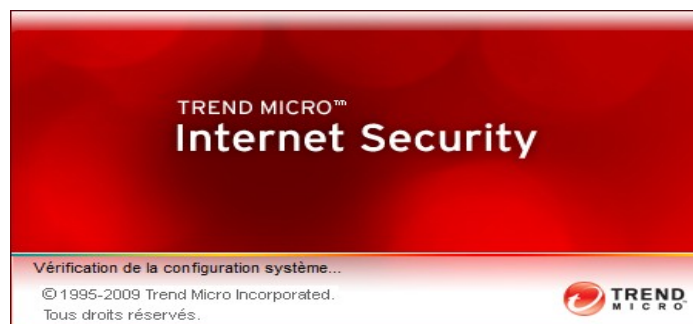 TREND MICRO™
Internet Security
Vérification de la configuration système...
© 1995-2009 Trend Micro Incorporated.
Tous droits réservés.
TREND
MICRO